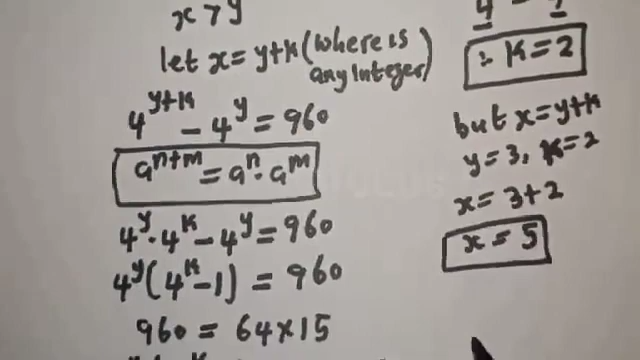 x > y
let x = y+k (where is
any Integer)
4^{y+k} - 4^y = 960
a^{n+m} = a^n · a^m
4^y · 4^k - 4^y = 960
4^y (4^k - 1) = 960
960 = 64 × 15
∴ k = 2
but x = y+k
y = 3, k = 2
x = 3 + 2
x = 5